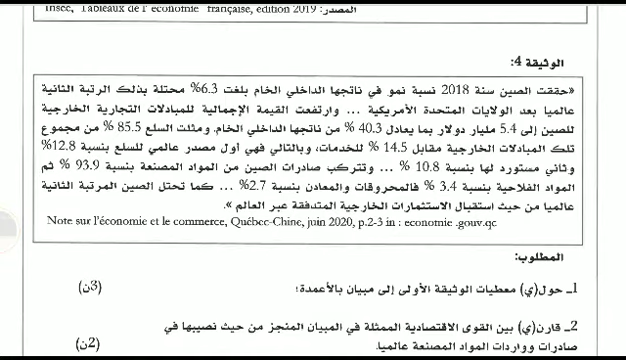 المصدر: Insee, Tableaux de l'économie française, édition 2019
الوثيقة 4:
«حققت الصين سنة 2018 نسبة نمو في ناتجها الداخلي الخام بلغت 6.3% محتلة بذلك الرتبة الثانية
عالميا بعد الولايات المتحدة الأمريكية ... وارتفعت القيمة الإجمالية للمبادلات التجارية الخارجية
للصين إلى 5.4 مليار دولار بما يعادل 40.3 % من ناتجها الداخلي الخام. ومثلت السلع 85.5 % من مجموع
تلك المبادلات الخارجية مقابل 14.5 % للخدمات، وبالتالي فهي أول مصدر عالمي للسلع بنسبة 12.8%
وثاني مستورد لها بنسبة 10.8 % ... وتتركب صادرات الصين من المواد المصنعة بنسبة 93.9 % ثم
المواد الفلاحية بنسبة 3.4 % فالمحروقات والمعادن بنسبة 2.7% ... كما تحتل الصين المرتبة الثانية
عالميا من حيث استقبال الاستثمارات الخارجية المتدفقة عبر العالم ».
Note sur l'économie et le commerce, Québec-Chine, juin 2020, p.2-3 in : economie .gouv.qc
المطلوب:
1_ حول(ي) معطيات الوثيقة الأولى إلى مبيان بالأعمدة؛ (3ن)
2_ قارن(ي) بين القوى الاقتصادية الممثلة في المبيان المنجز من حيث نصيبها في
صادرات وواردات المواد المصنعة عالميا. (2ن)